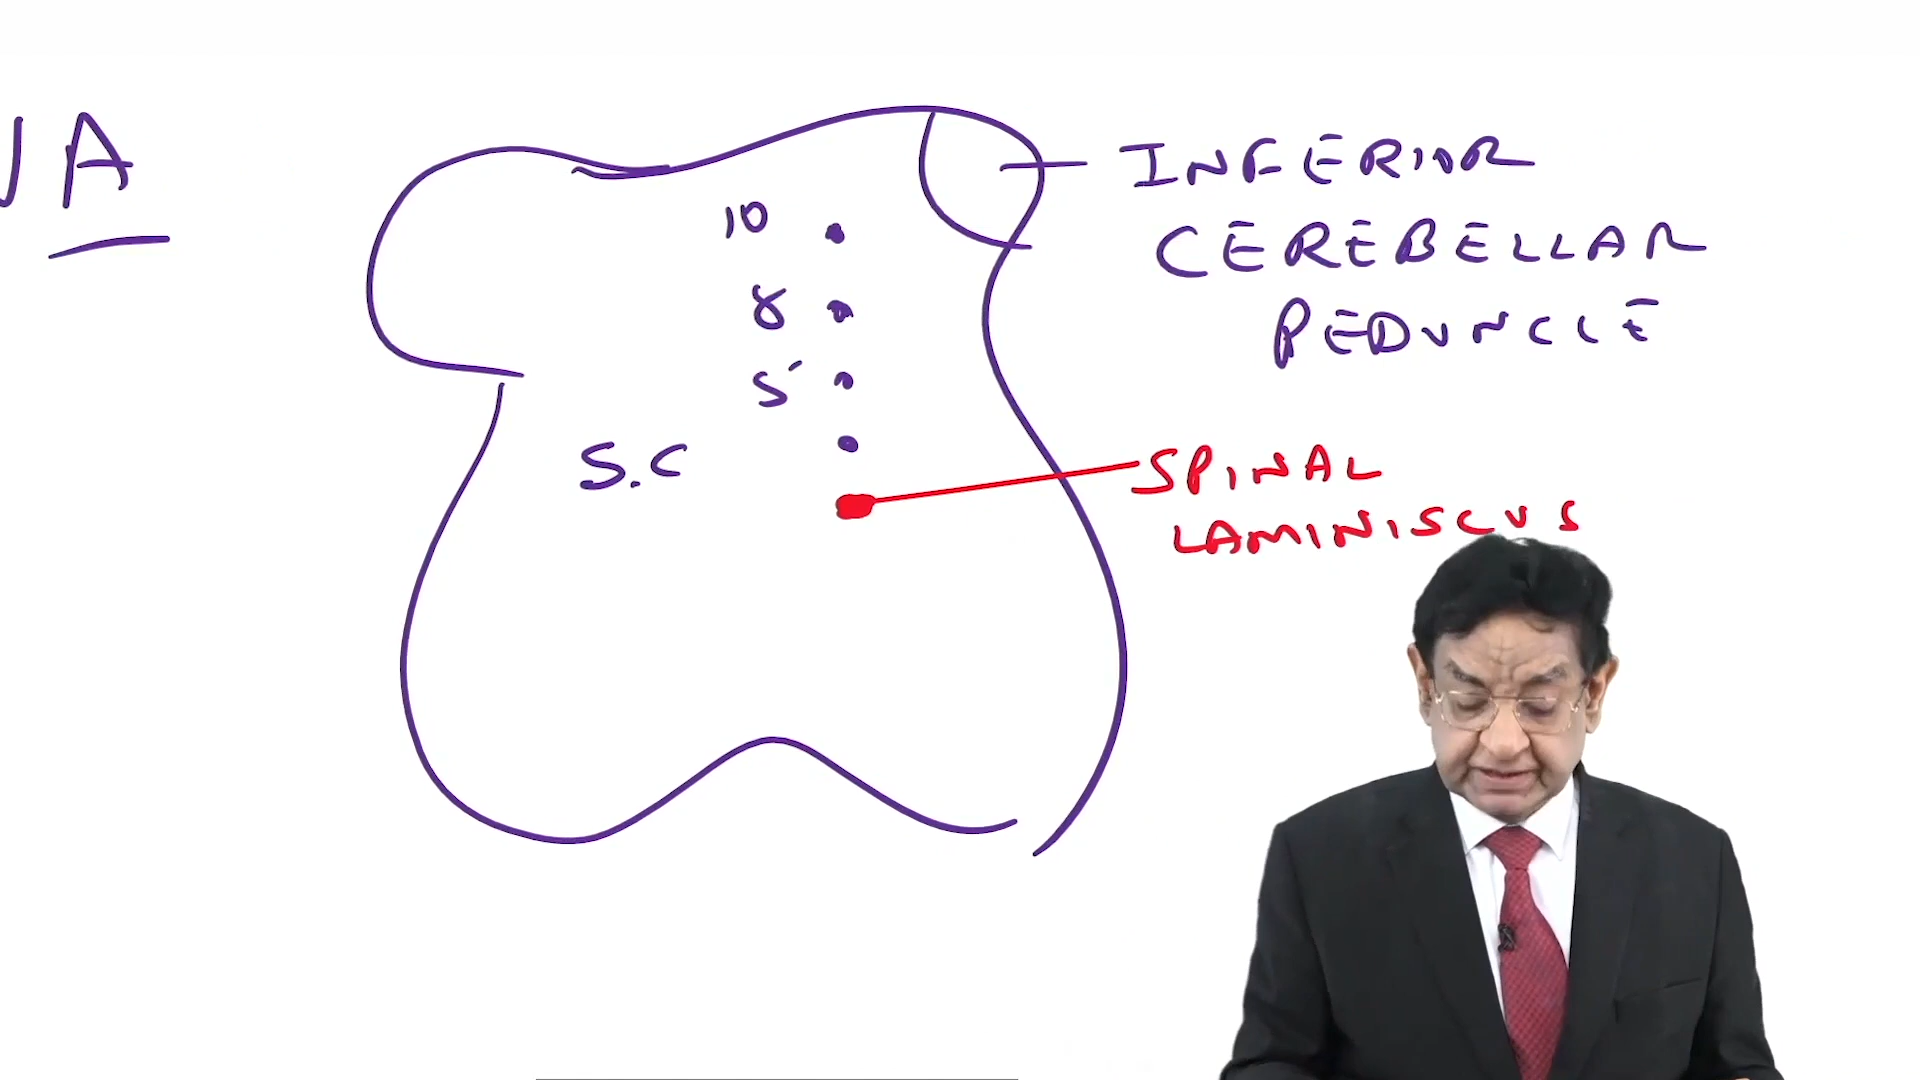 A
INFERIOR
CEREBELLAR
PEDUNCLE
10
8
5
S.C
SPINAL
LAMINISCUS